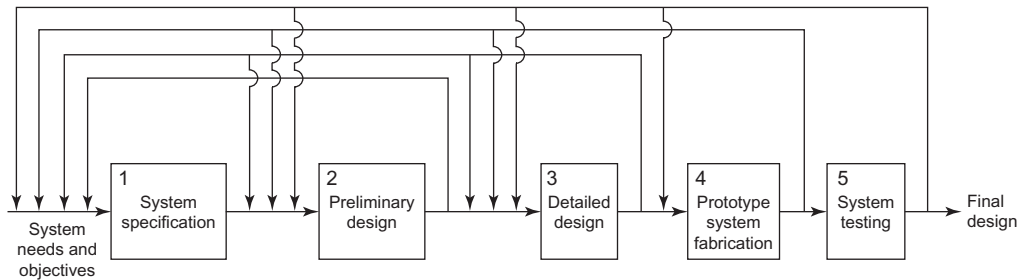 1
System
specification
2
Preliminary
design
3
Detailed
design
4
Prototype
system
fabrication
5
System
testing
Final
design
System
needs and
objectives